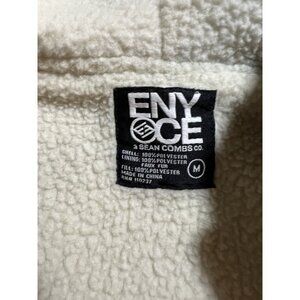 ENY
CE
a SEAN COMBS CO.
SHELL: 100% POLYESTER
LINING: 100% POLYESTER
FAUX FUR
FILL: 100% POLYESTER
MADE IN CHINA
M